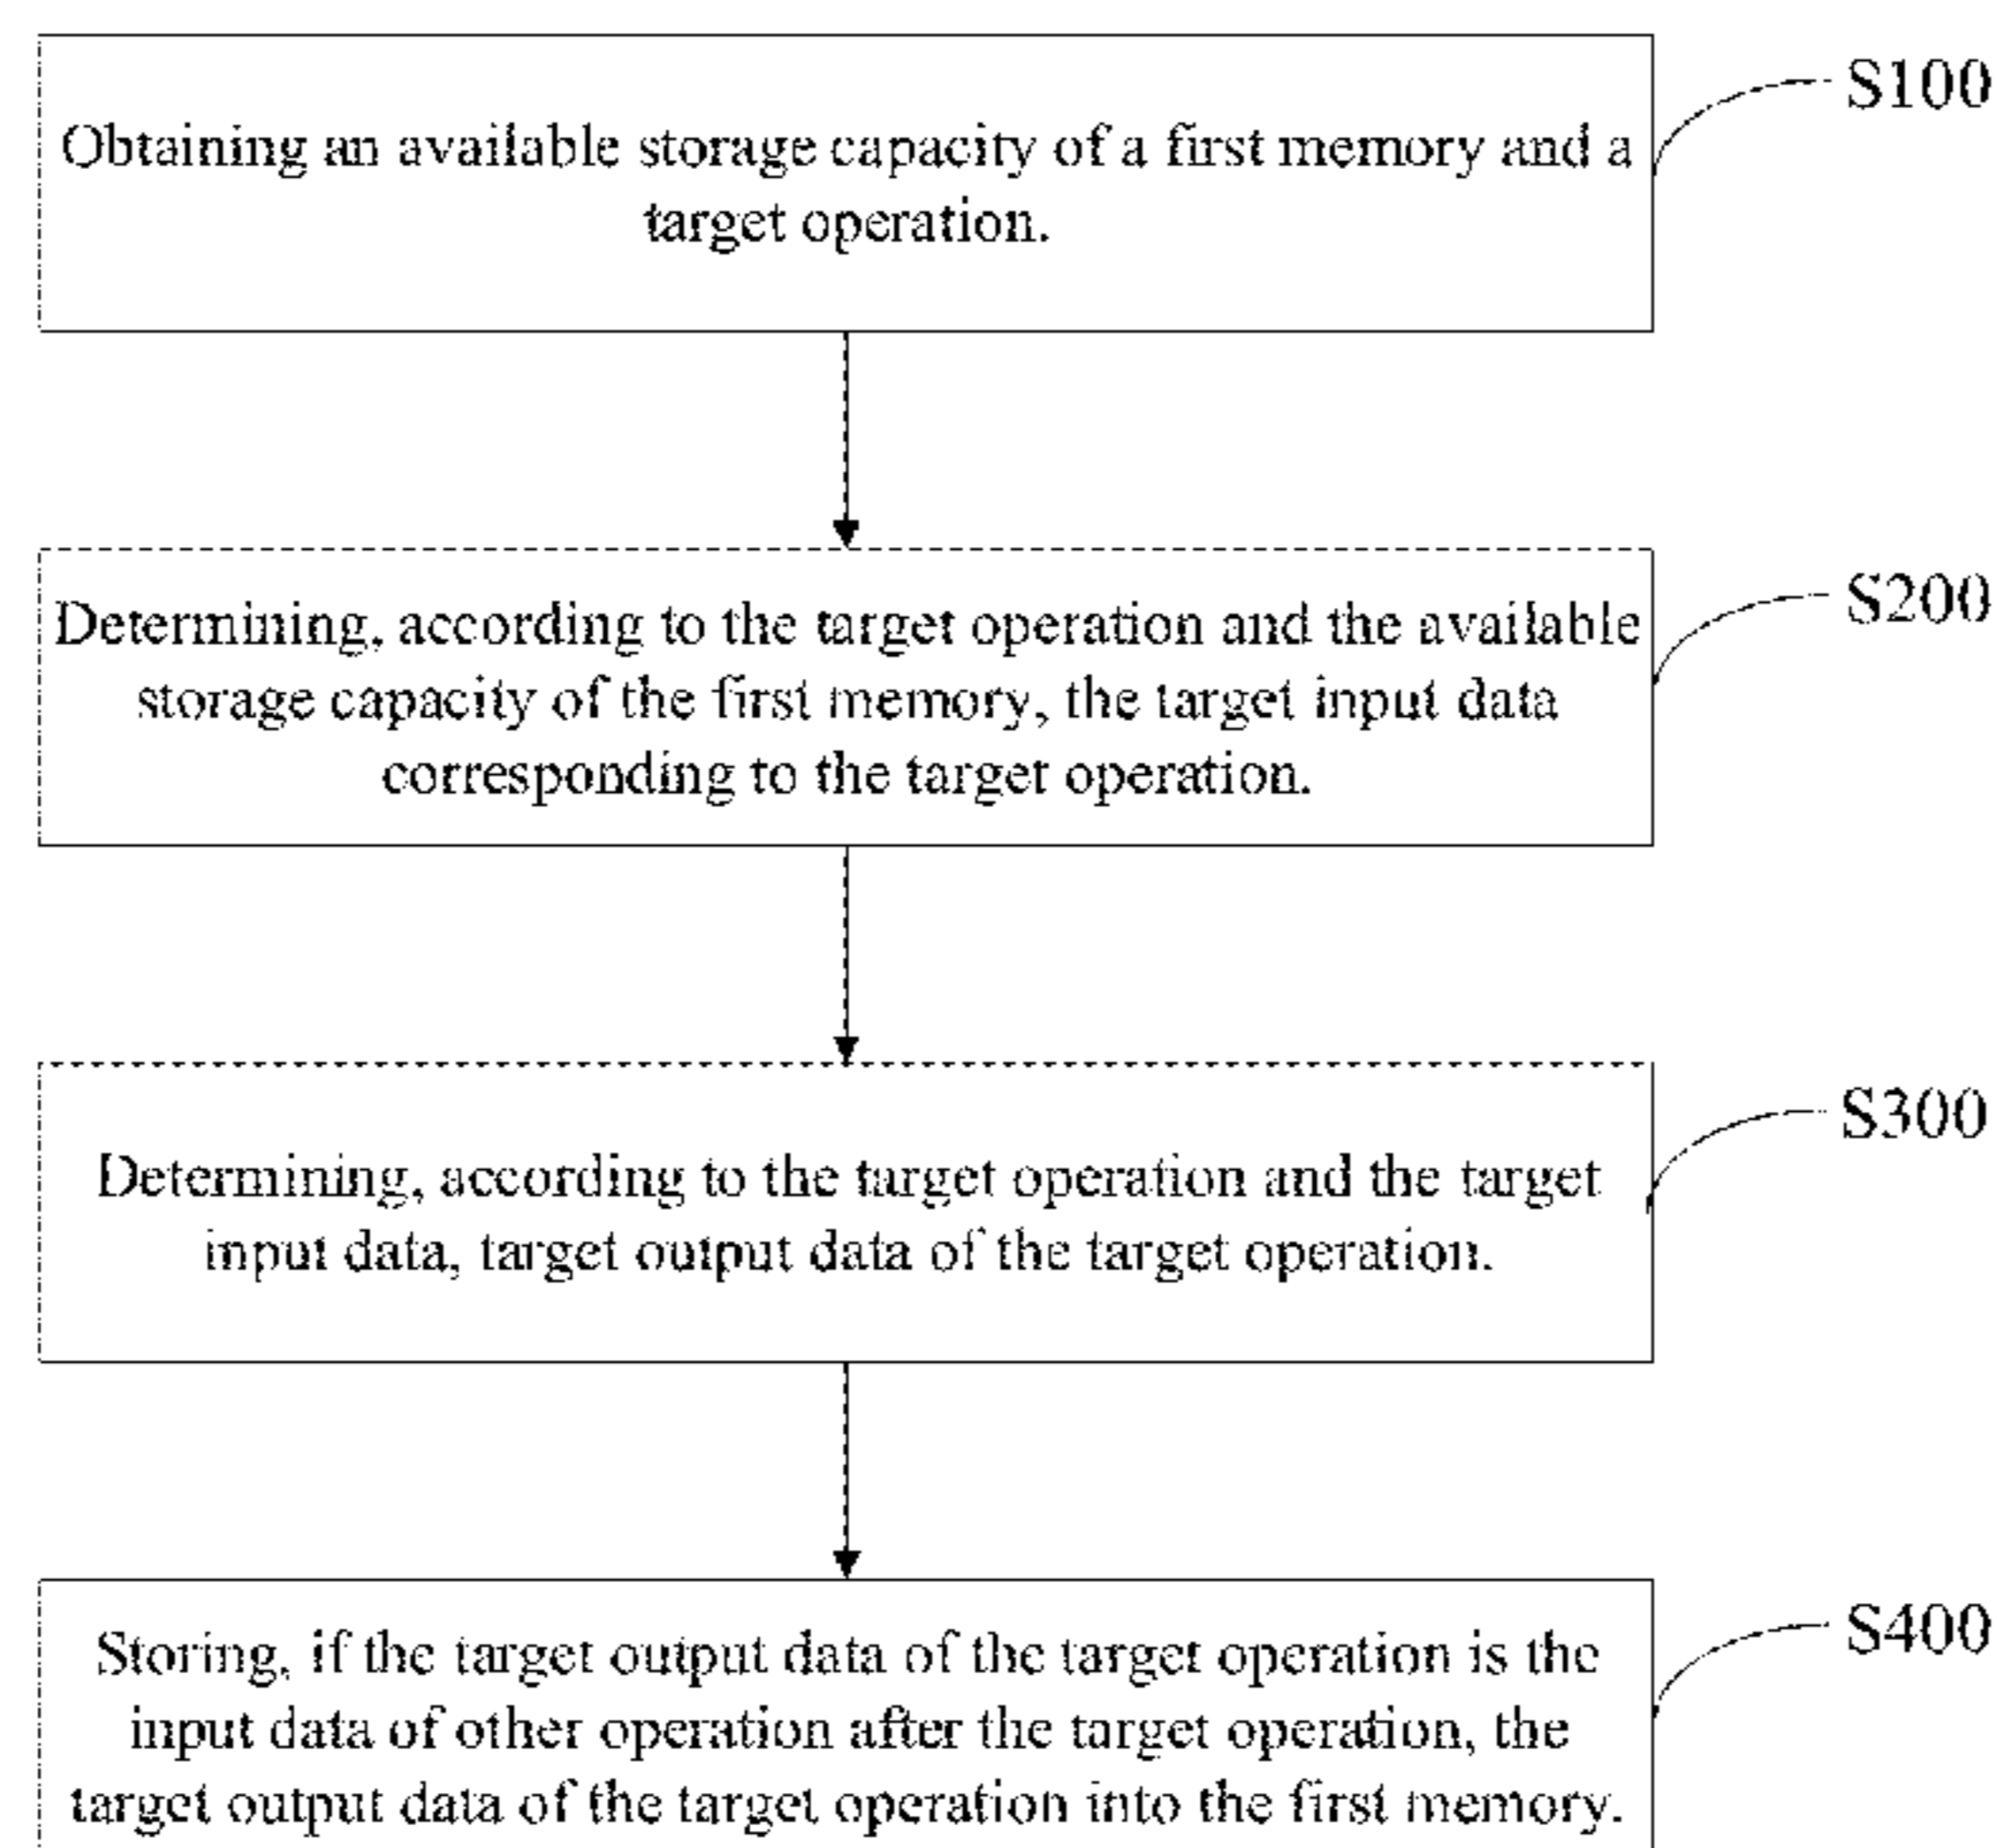 S100
Obtaining an available storage capacity of a first memory and a
target operation.
S200
Determining, according to the target operation and the available
storage capacity of the first memory, the target input data
corresponding to the target operation.
S300
Determining, according to the target operation and the target
input data, target output data of the target operation.
S400
Storing, if the target output data of the target operation is the
input data of other operation after the target operation, the
target output data of the target operation into the first memory.